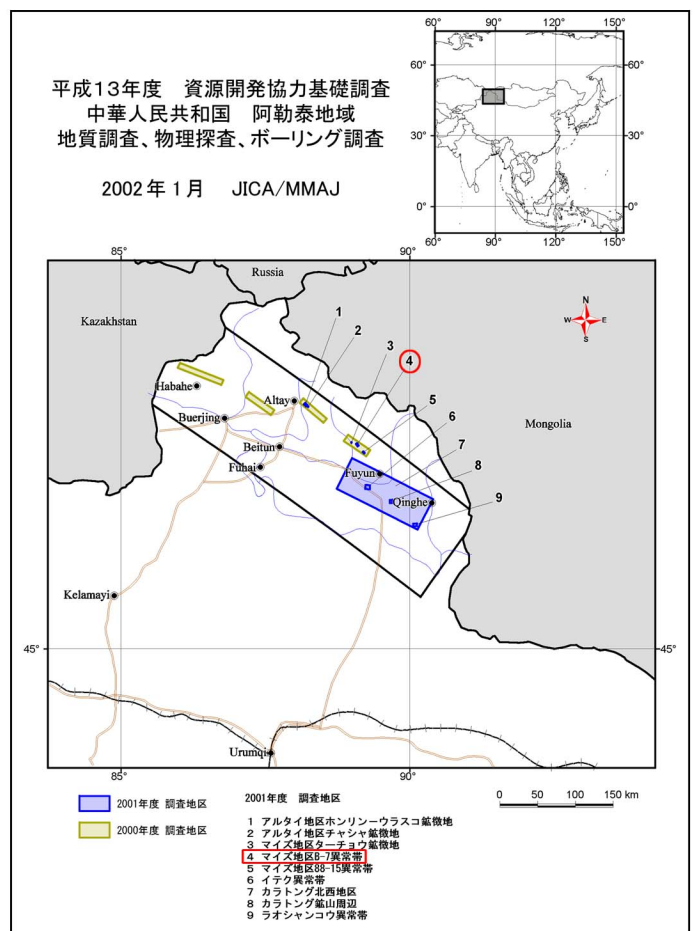 平成13年度　資源開発協力基礎調査
中華人民共和国　阿勒泰地域
地質調査、物理探査、ボーリング調査
2002年1月　JICA/MMAJ
60° 90° 120° 150°
60° 60°
30° 30°
0° 0°
60° 90° 120° 150°
85° 90°
Russia
Kazakhstan
N
W E
S
1
2
3
4
5
6
7
8
9
Habahe
Altay
Buerjing
Beitun
Fuhai
Fuyun
Qinghe
Mongolia
Kelamayi
45° 45°
Urumqi
85° 90°
2001年度 調査地区
2000年度 調査地区
0 50 100 150 km
2001年度　調査地区
1 アルタイ地区ホンリンーウラスコ鉱徴地
2 アルタイ地区チャシャ鉱徴地
3 マイズ地区ターチョウ鉱徴地
4 マイズ地区B-7異常帯
5 マイズ地区88-15異常帯
6 イテク異常帯
7 カラトング北西地区
8 カラトング鉱山周辺
9 ラオシャンコウ異常帯